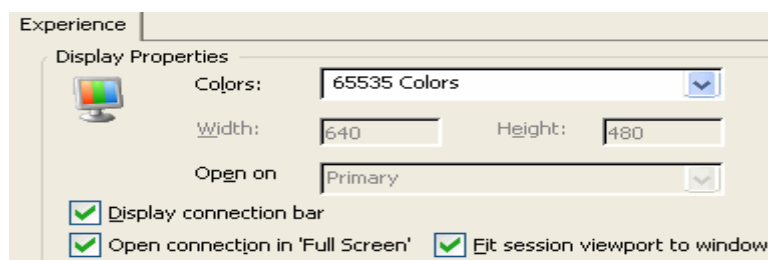 Experience
Display Properties
Colors: 65535 Colors
Width: 640 Height: 480
Open on Primary
Display connection bar
Open connection in 'Full Screen' Fit session viewport to window